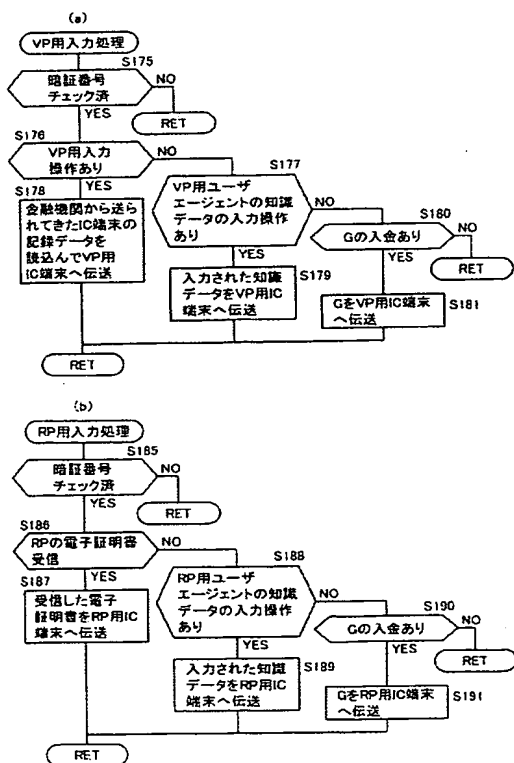 (a)
VP用入力処理
S175
暗証番号
チェック済
NO
RET
YES
S176
VP用入力
操作あり
NO
YES
S178
金融機関から送ら
れてきたIC端末の
記録データを
読込んでVP用
IC端末へ伝送
S177
VP用ユーザ
エージェントの知識
データの入力操作
あり
NO
YES
S179
入力された知識
データをVP用IC
端末へ伝送
S180
Gの入金あり
NO
RET
YES
S181
GをVP用IC端末
へ伝送
RET
(b)
RP用入力処理
S185
暗証番号
チェック済
NO
RET
YES
S186
RPの電子証明書
受信
NO
YES
S187
受信した電子
証明書をRP用IC
端末へ伝送
S188
RP用ユーザ
エージェントの知識
データの入力操作
あり
NO
YES
S189
入力された知識
データをRP用IC
端末へ伝送
S190
Gの入金あり
NO
RET
YES
S191
GをRP用IC端末
へ伝送
RET